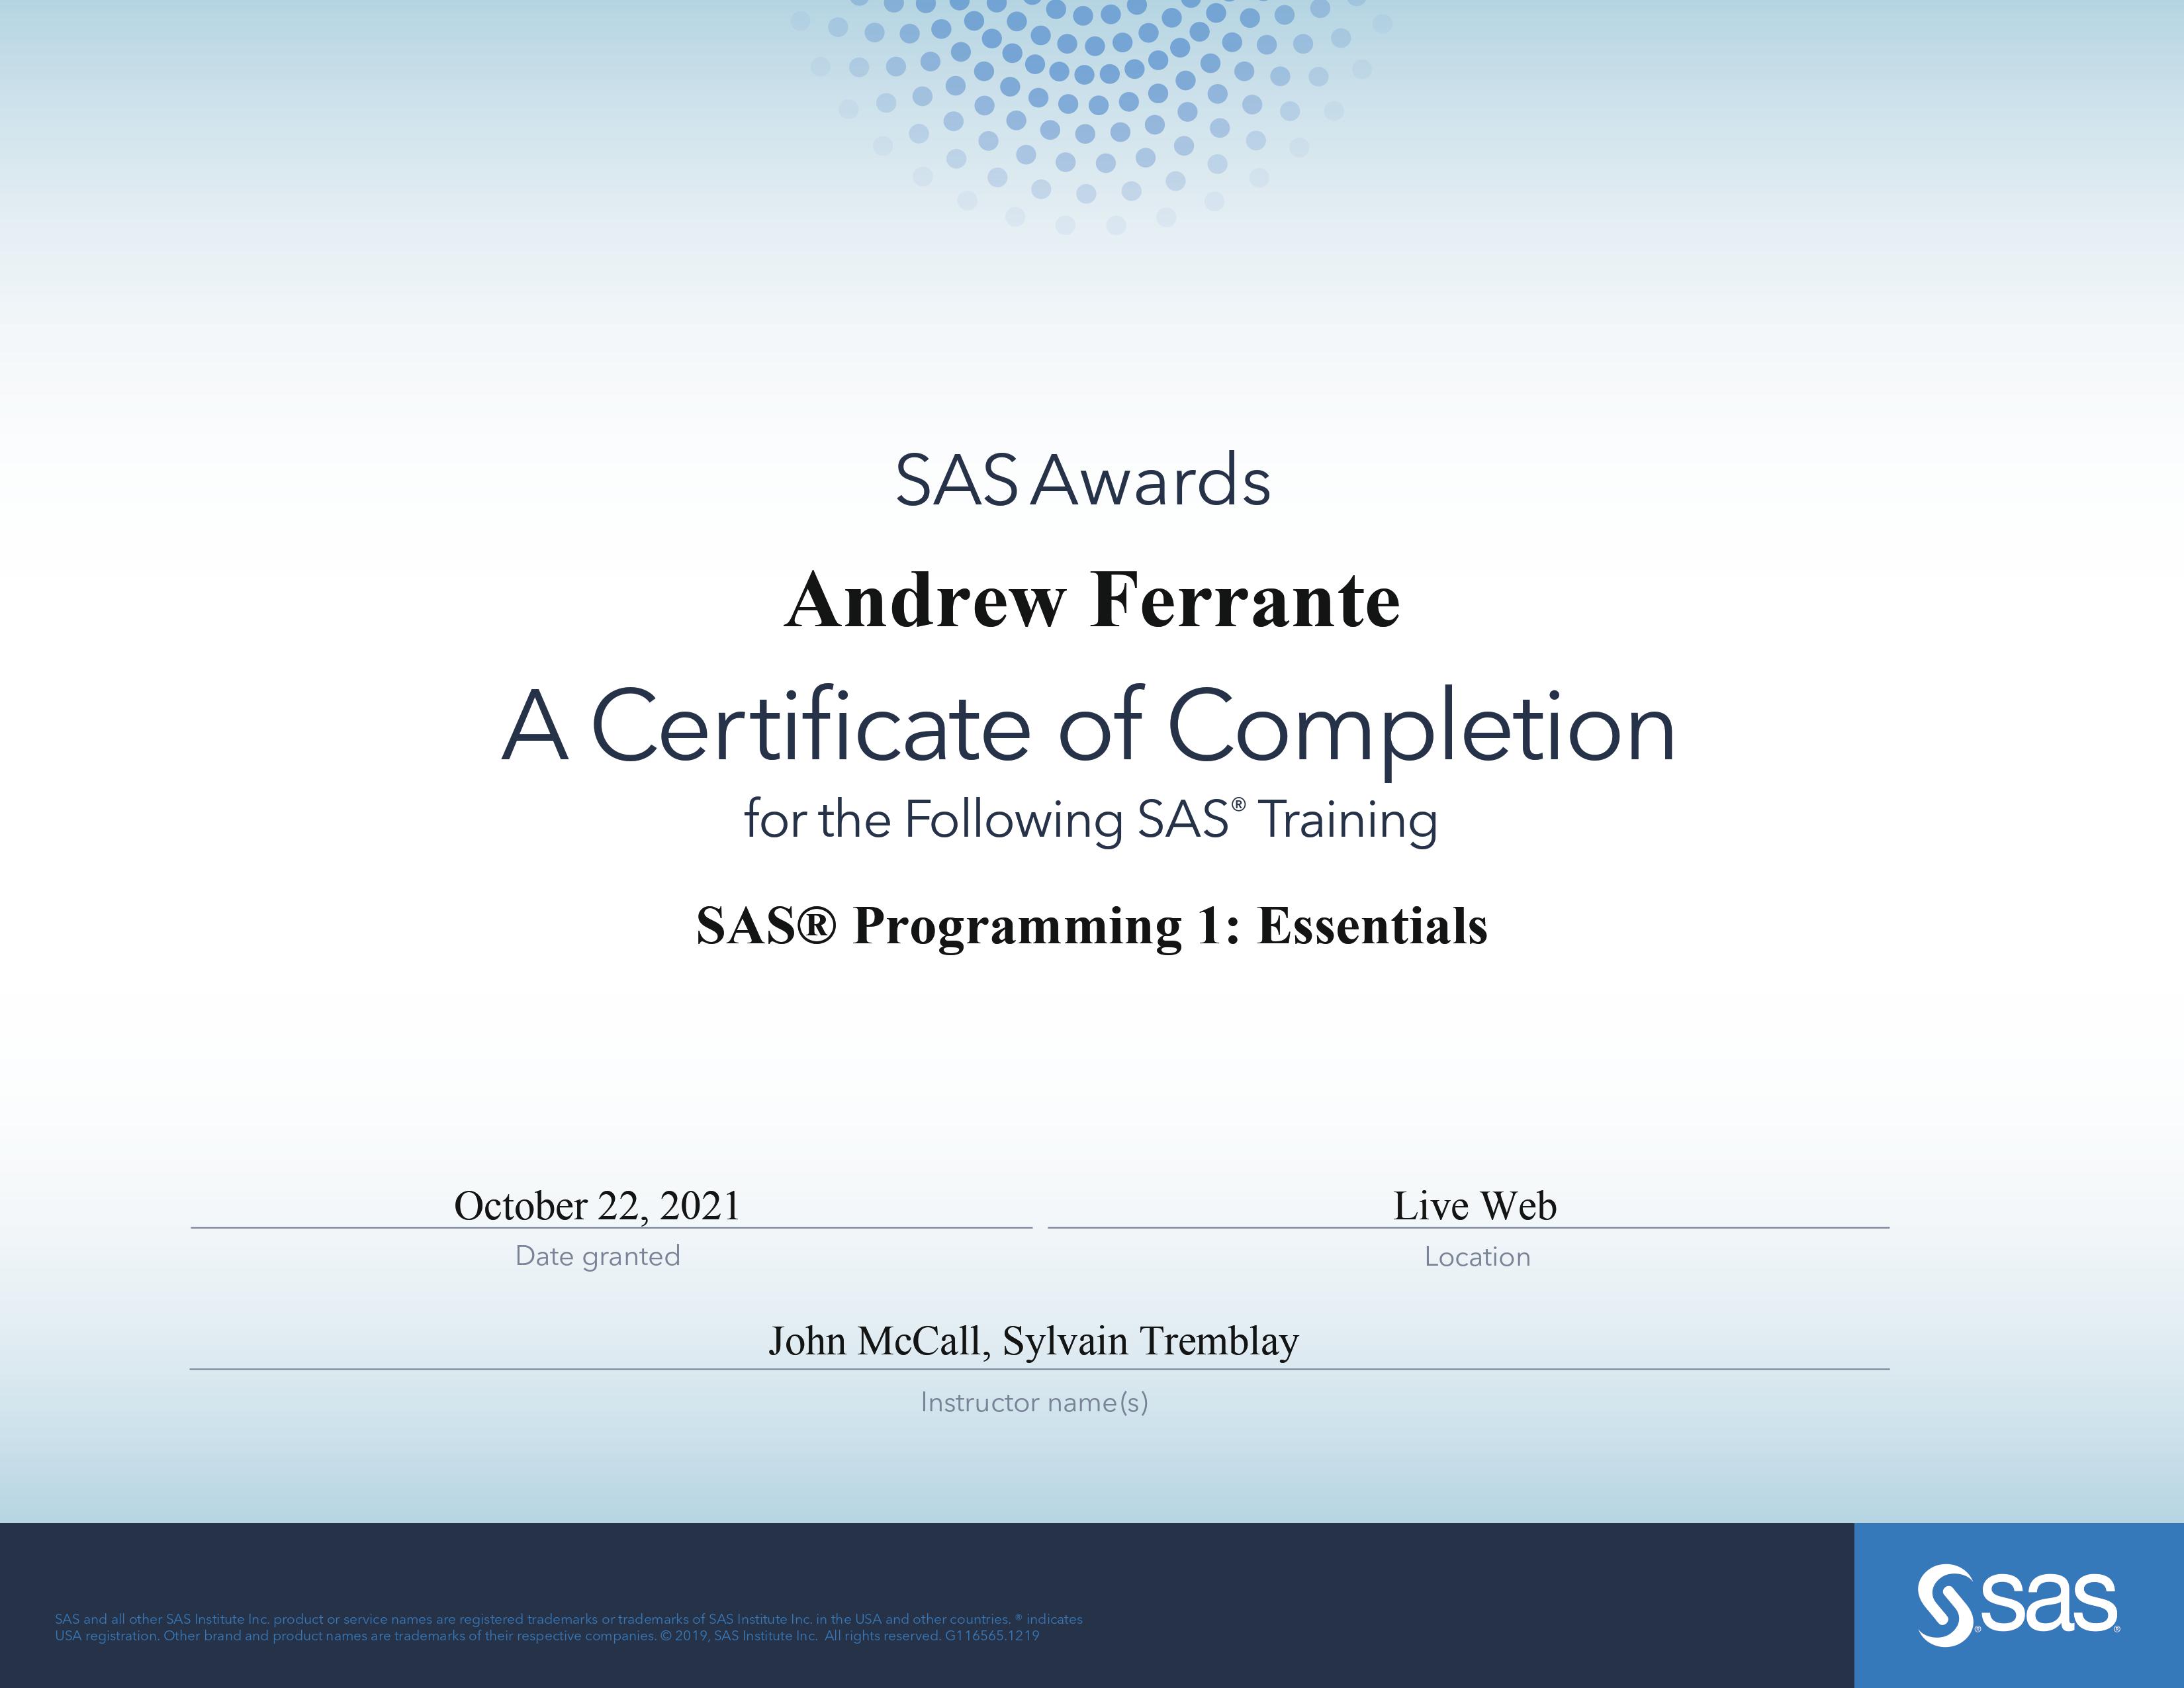 SAS Awards
Andrew Ferrante
A Certificate of Completion
for the Following SAS® Training
SAS® Programming 1: Essentials
October 22, 2021
Date granted
Live Web
Location
John McCall, Sylvain Tremblay
Instructor name(s)
SAS and all other SAS Institute Inc. product or service names are registered trademarks or trademarks of SAS Institute Inc. in the USA and other countries. ® indicates
USA registration. Other brand and product names are trademarks of their respective companies. © 2019, SAS Institute Inc. All rights reserved. G116565.1219
sas